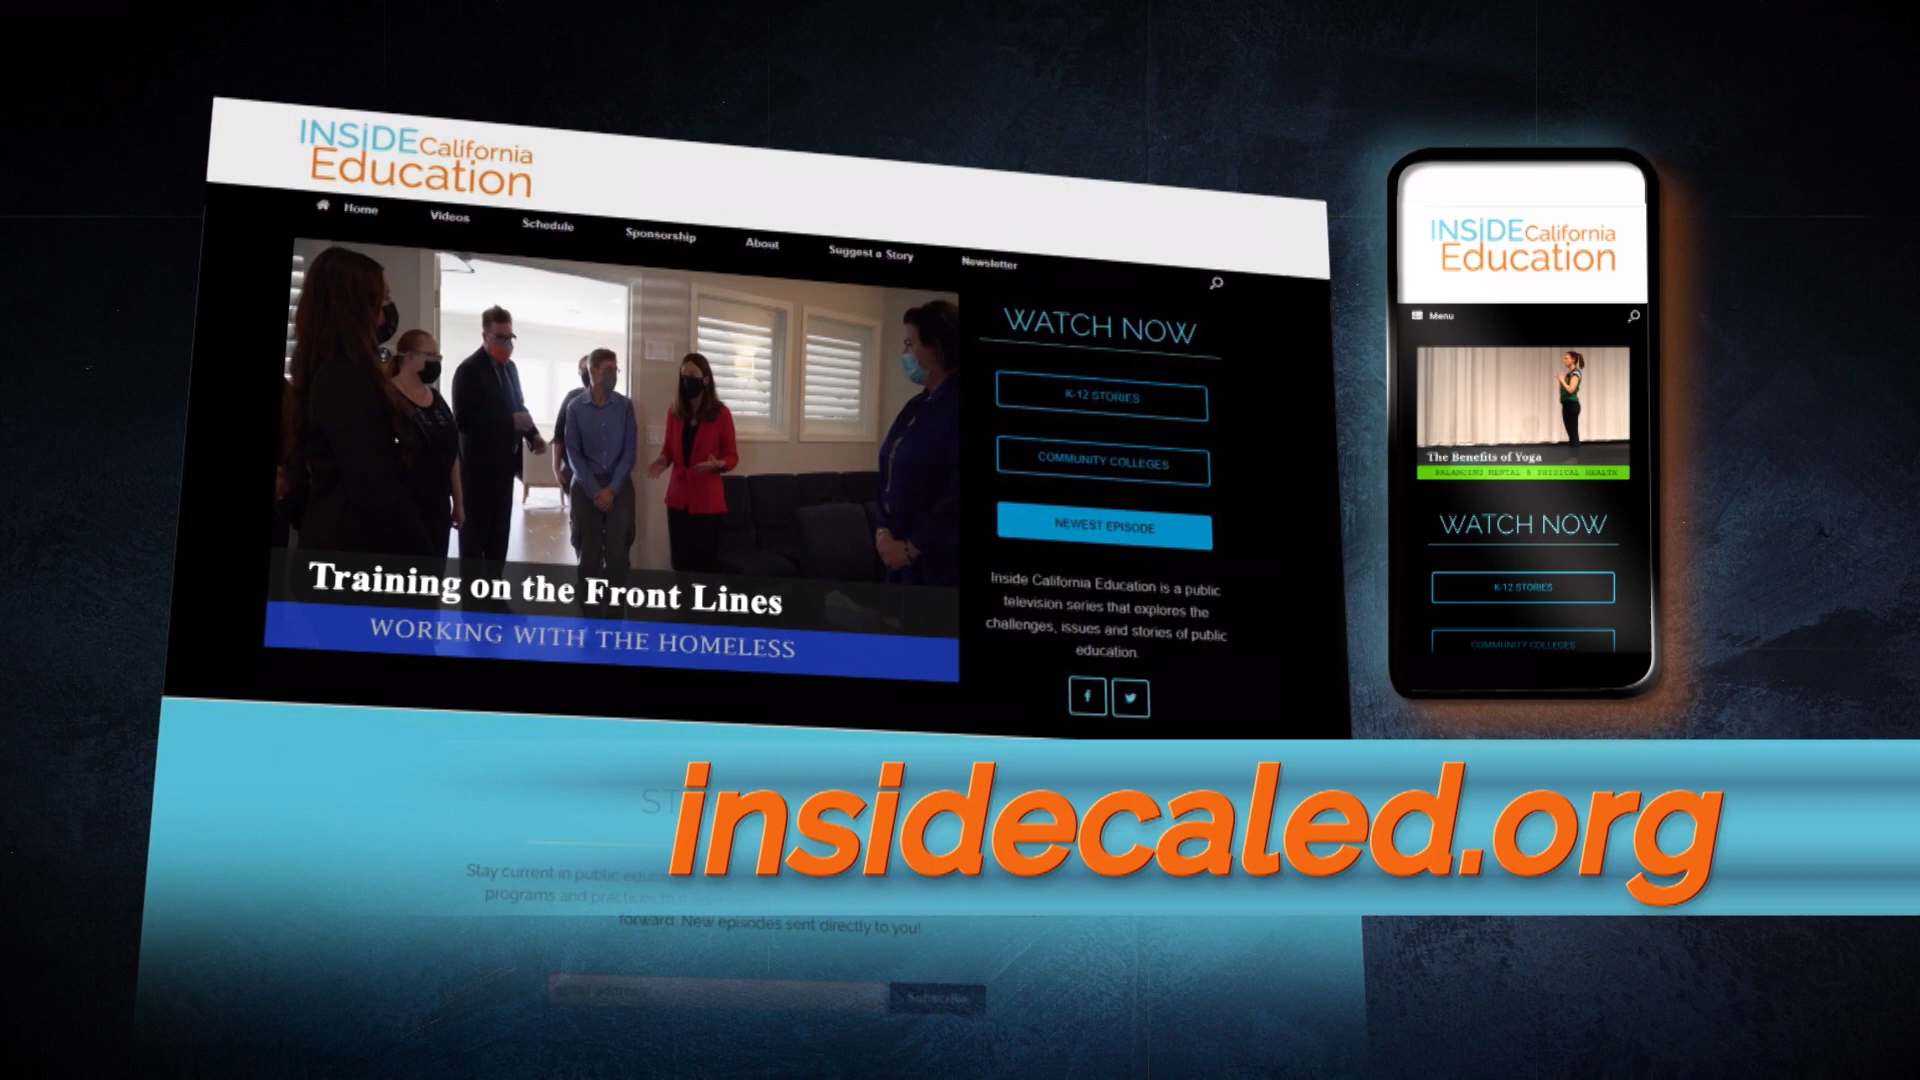 INSiDE California
Education
Home Videos Schedule Sponsorship About Suggest a Story Newsletter
Training on the Front Lines
WORKING WITH THE HOMELESS
WATCH NOW
K-12 STORIES
COMMUNITY COLLEGES
NEWEST EPISODE
Inside California Education is a public
television series that explores the
challenges, issues and stories of public
education.
INSiDE California
Education
Menu
The Benefits of Yoga
BALANCING MENTAL & PHYSICAL HEALTH
WATCH NOW
K-12 STORIES
COMMUNITY COLLEGES
insidecaled.org
Stay current in public
programs and practices that
forward. New episodes sent directly to you!
Subscribe